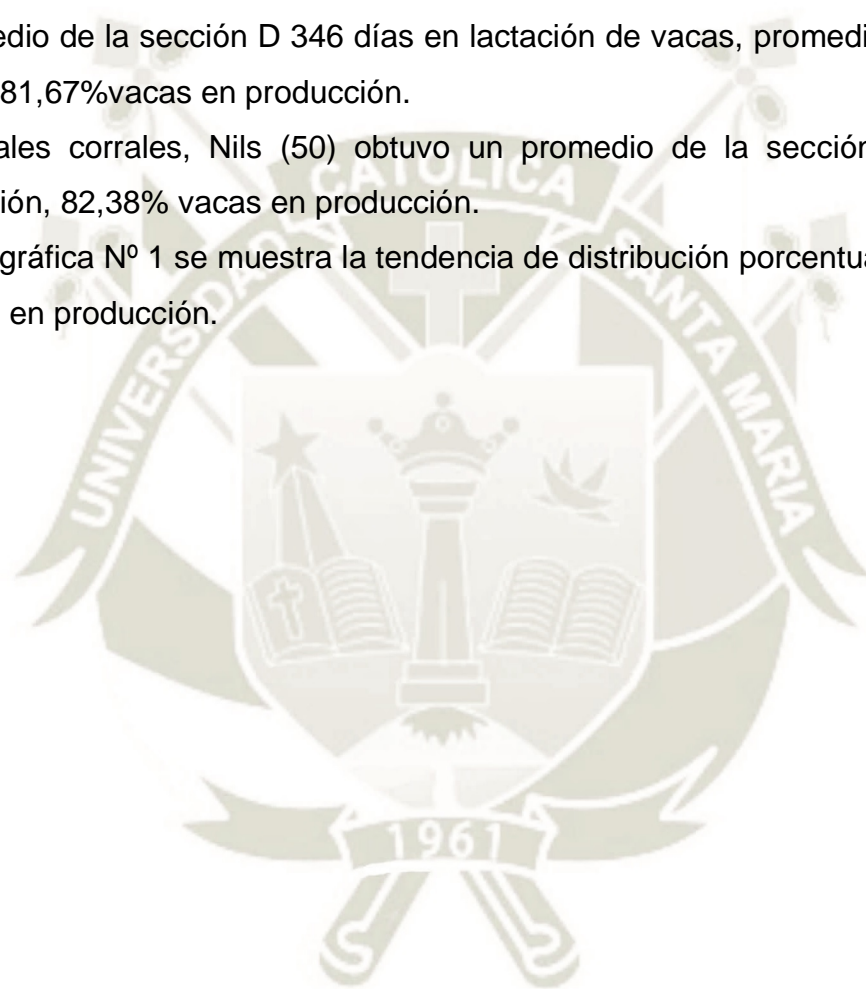 edio de la sección D 346 días en lactación de vacas, promedi
81,67%vacas en producción.
ales corrales, Nils (50) obtuvo un promedio de la sección
ión, 82,38% vacas en producción.
gráfica Nº 1 se muestra la tendencia de distribución porcentua
en producción.
UNIVERSIDAD CATOLICA SANTA MARIA
1961